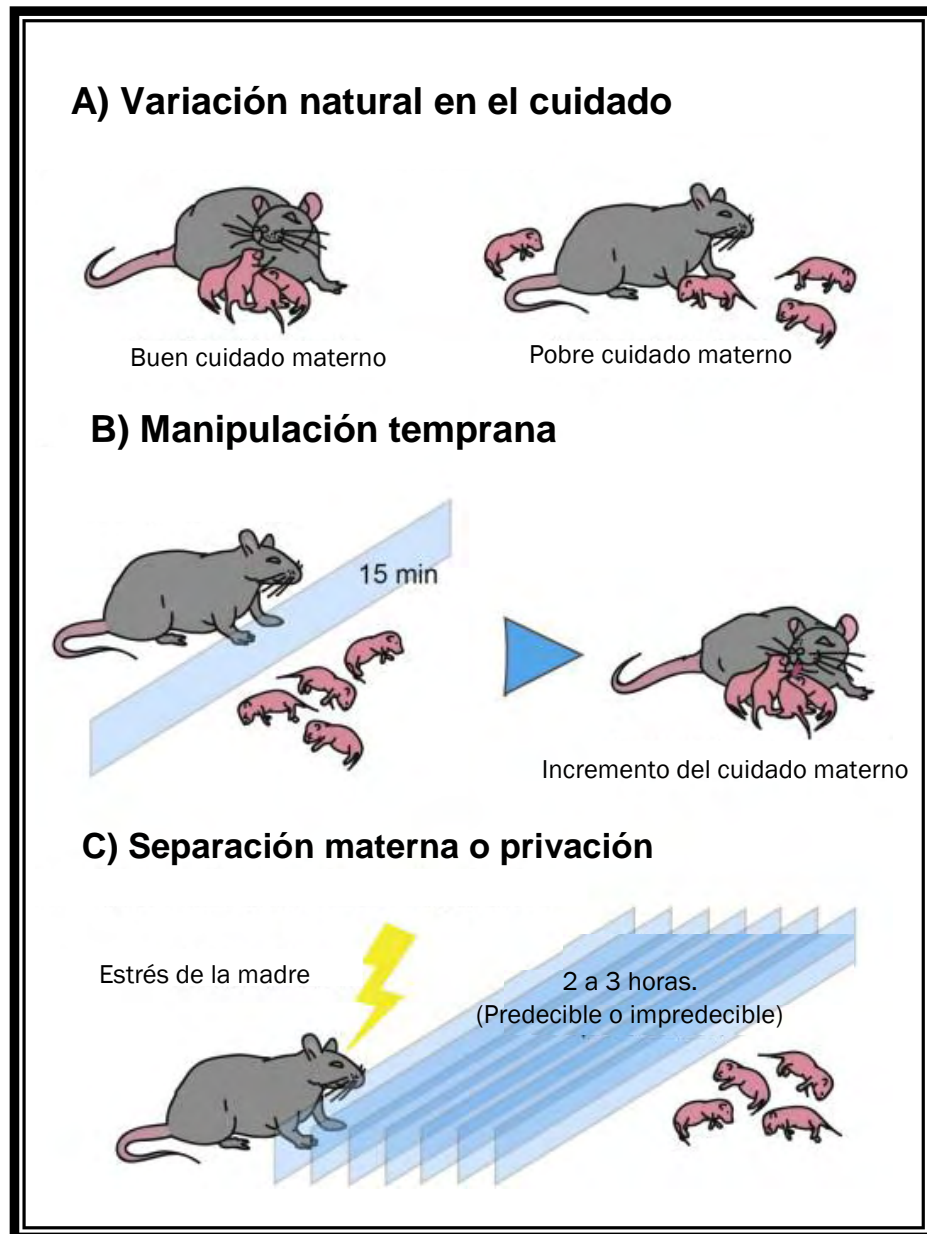 A) Variación natural en el cuidado
Buen cuidado materno
Pobre cuidado materno
B) Manipulación temprana
15 min
Incremento del cuidado materno
C) Separación materna o privación
Estrés de la madre
2 a 3 horas.
(Predecible o impredecible)